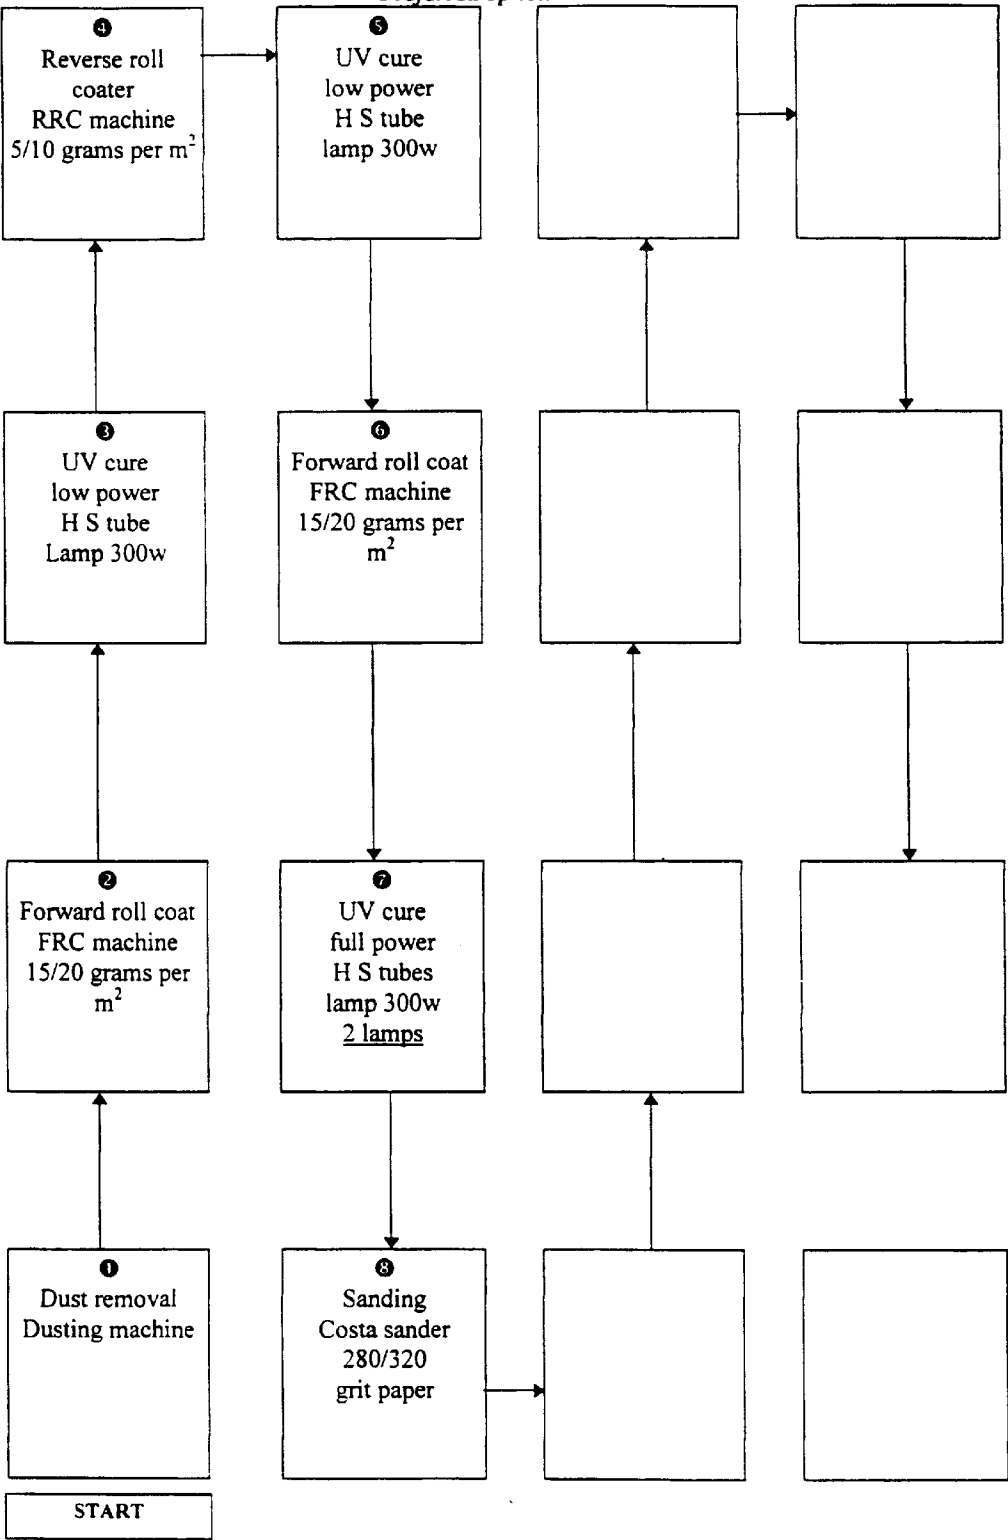 ❹
Reverse roll
coater
RRC machine
5/10 grams per m²
❺
UV cure
low power
H S tube
lamp 300w
❸
UV cure
low power
H S tube
Lamp 300w
❻
Forward roll coat
FRC machine
15/20 grams per
m²
❷
Forward roll coat
FRC machine
15/20 grams per
m²
❼
UV cure
full power
H S tubes
lamp 300w
2 lamps
❶
Dust removal
Dusting machine
❽
Sanding
Costa sander
280/320
grit paper
START